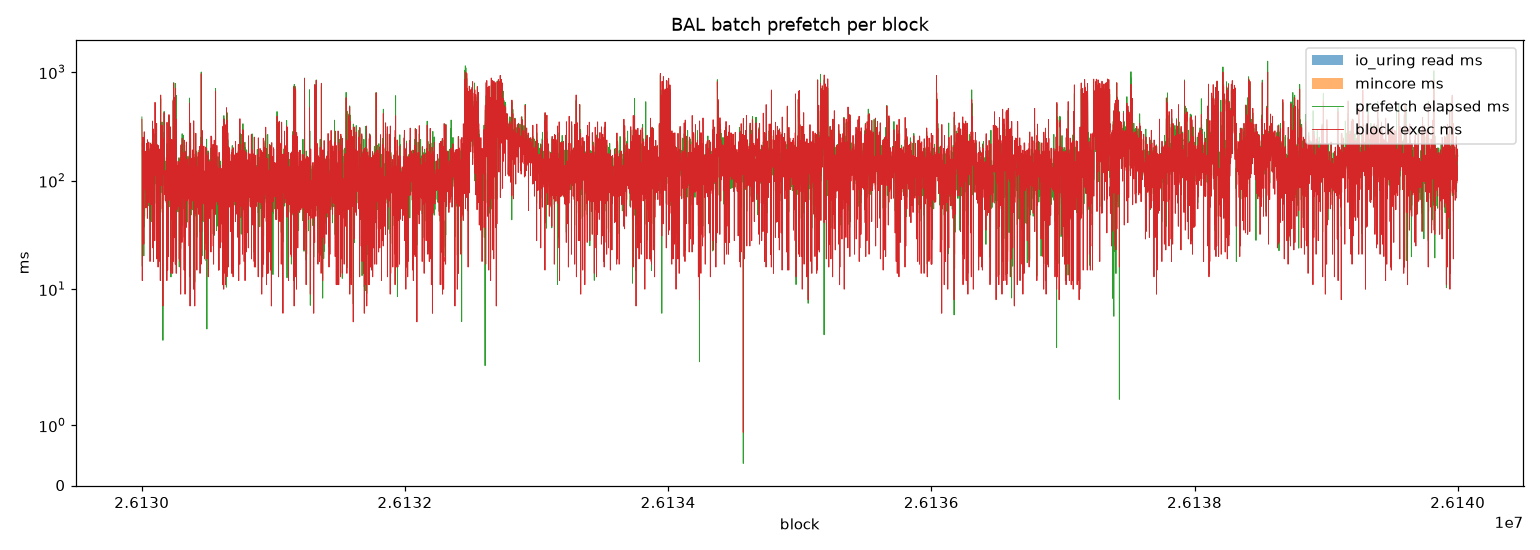 BAL batch prefetch per block
io_uring read ms
mincore ms
prefetch elapsed ms
block exec ms
10³
10²
10¹
10⁰
0
ms
2.6130 2.6132 2.6134 2.6136 2.6138 2.6140
block
1e7